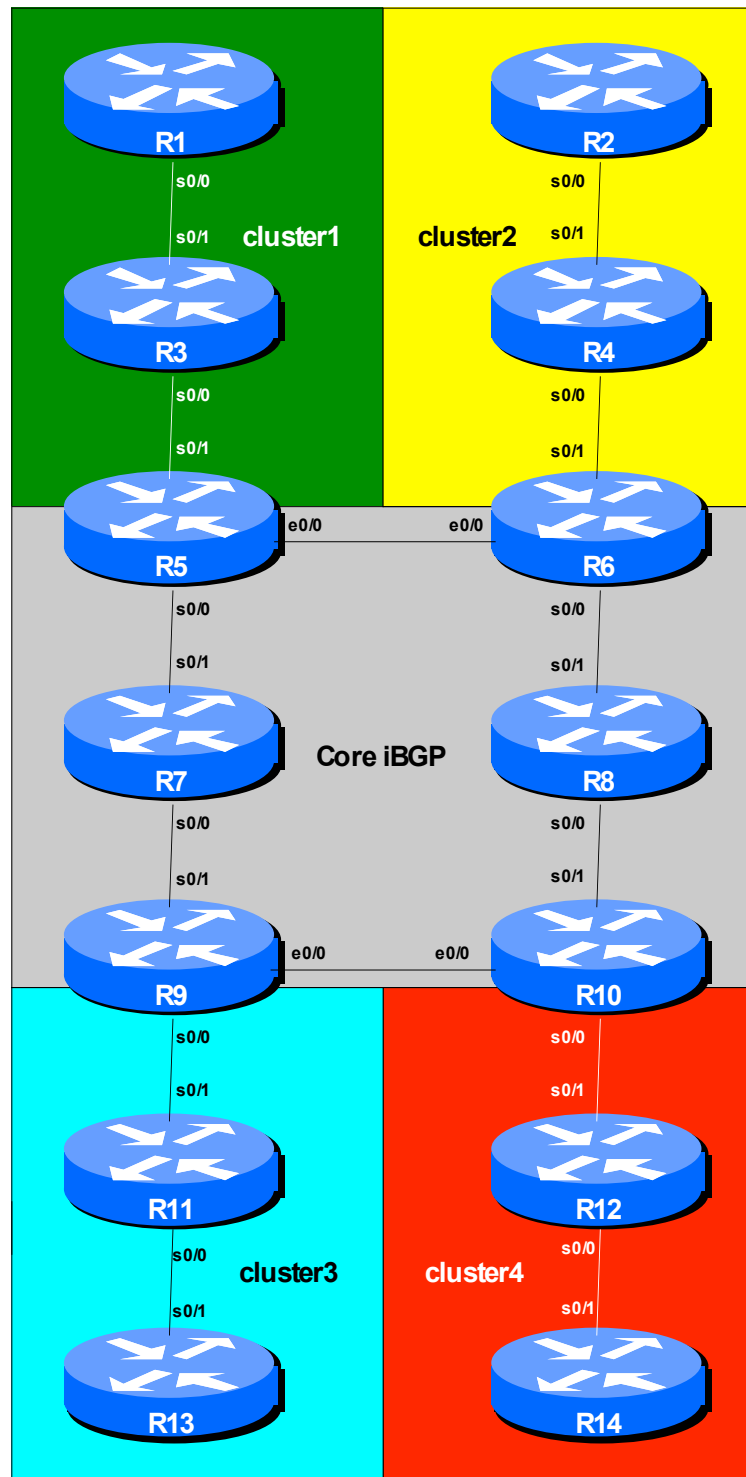 R1 R2
s0/0 s0/0
s0/1 cluster1 cluster2 s0/1
R3 R4
s0/0 s0/0
s0/1 s0/1
e0/0 e0/0
R5 R6
s0/0 s0/0
s0/1 s0/1
R7 Core iBGP R8
s0/0 s0/0
s0/1 s0/1
e0/0 e0/0
R9 R10
s0/0 s0/0
s0/1 s0/1
R11 R12
s0/0 s0/0
cluster3 cluster4
s0/1 s0/1
R13 R14